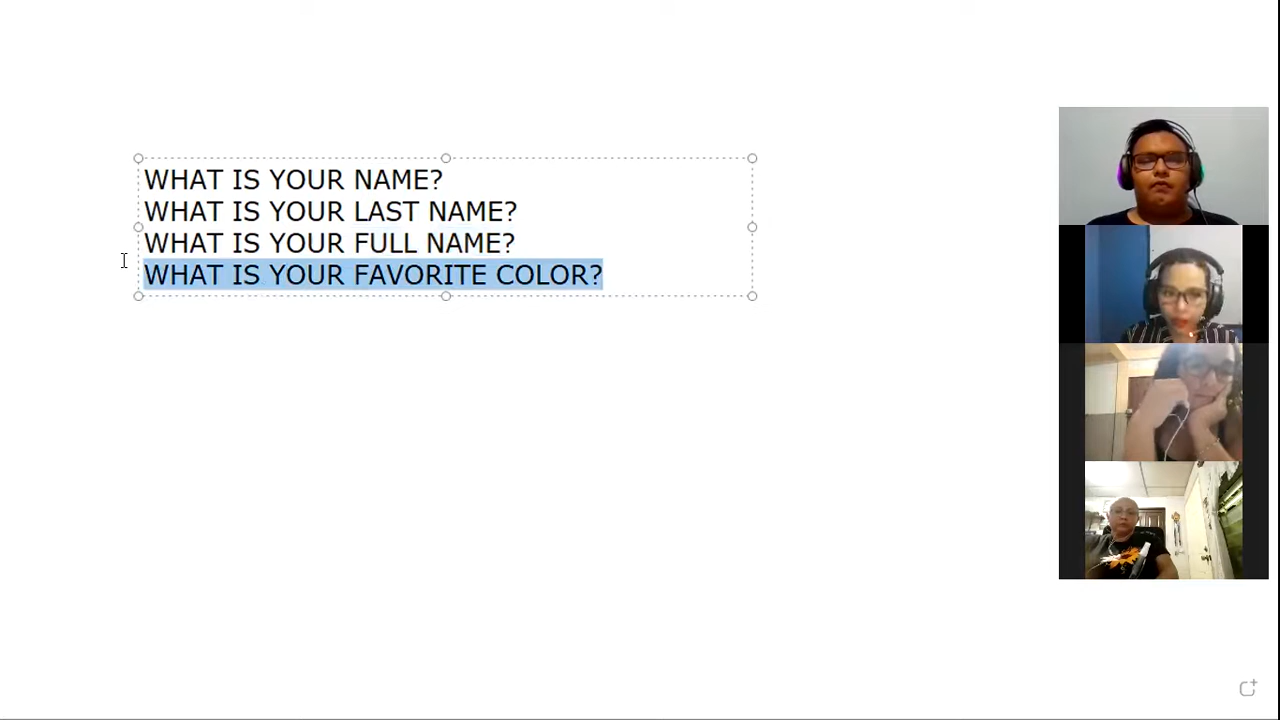 WHAT IS YOUR NAME?
WHAT IS YOUR LAST NAME?
WHAT IS YOUR FULL NAME?
WHAT IS YOUR FAVORITE COLOR?